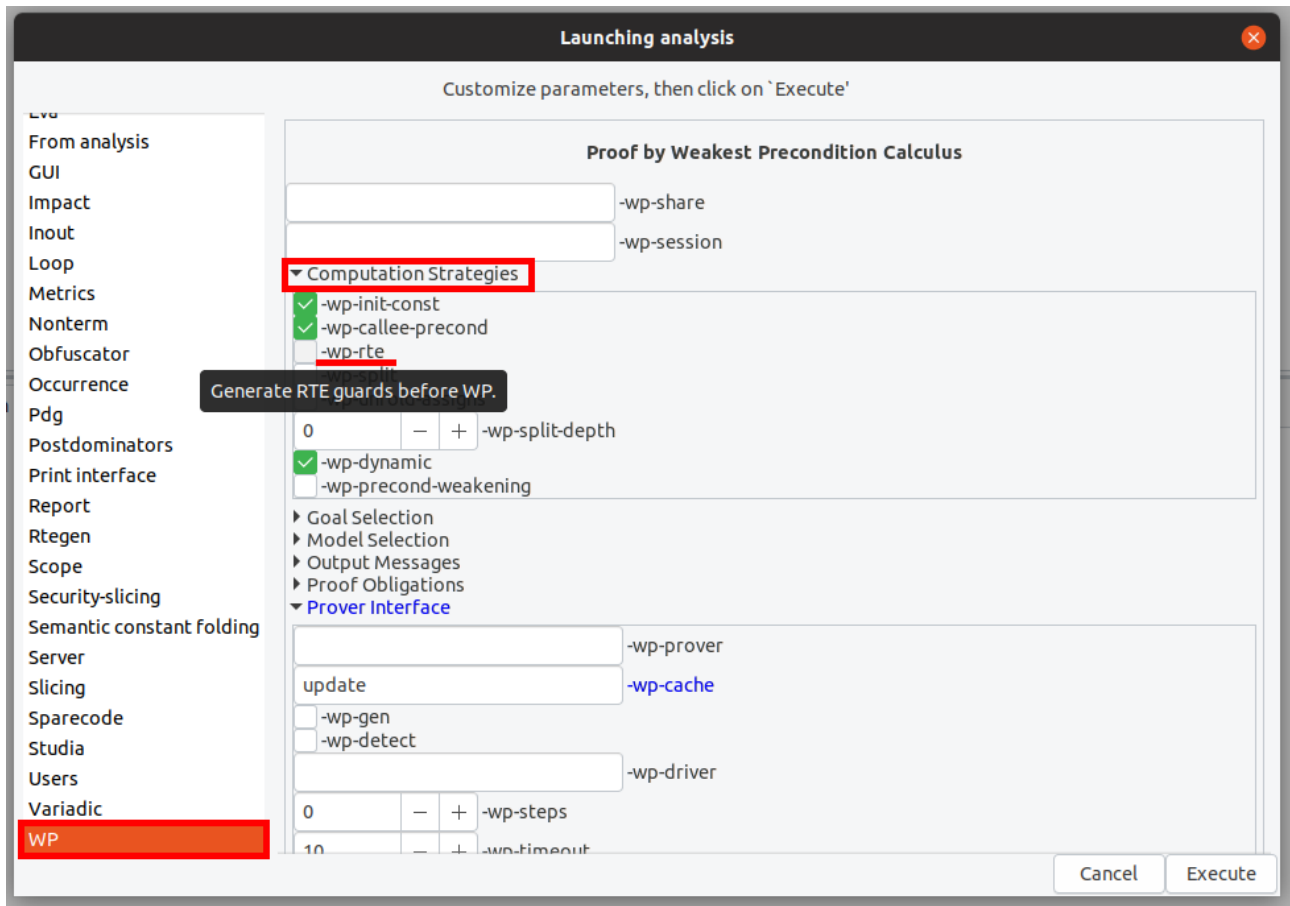 Launching analysis
Customize parameters, then click on `Execute'
Eva
From analysis
GUI
Impact
Inout
Loop
Metrics
Nonterm
Obfuscator
Occurrence
Pdg
Postdominators
Print interface
Report
Rtegen
Scope
Security-slicing
Semantic constant folding
Server
Slicing
Sparecode
Studia
Users
Variadic
WP
Proof by Weakest Precondition Calculus
-wp-share
-wp-session
Computation Strategies
-wp-init-const
-wp-callee-precond
-wp-rte
-wp-split
Generate RTE guards before WP.
0 − + -wp-split-depth
-wp-dynamic
-wp-precond-weakening
Goal Selection
Model Selection
Output Messages
Proof Obligations
Prover Interface
-wp-prover
update -wp-cache
-wp-gen
-wp-detect
-wp-driver
0 − + -wp-steps
10 − + -wp-timeout
Cancel Execute